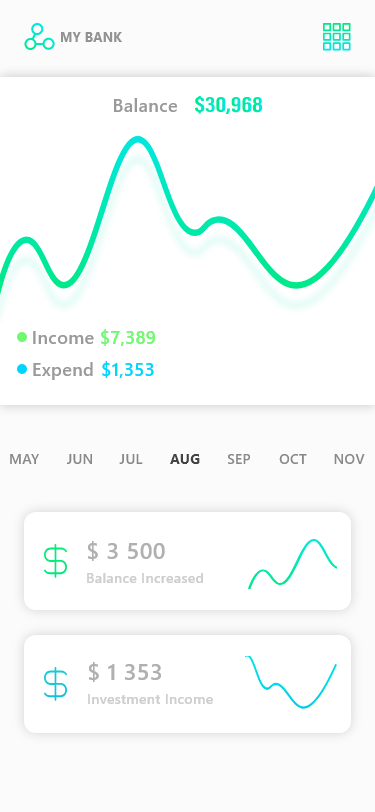 MY BANK
Balance $30,968
Income $7,389
Expend $1,353
MAY JUN JUL AUG SEP OCT NOV
$ 3 500
Balance Increased
$ 1 353
Investment Income